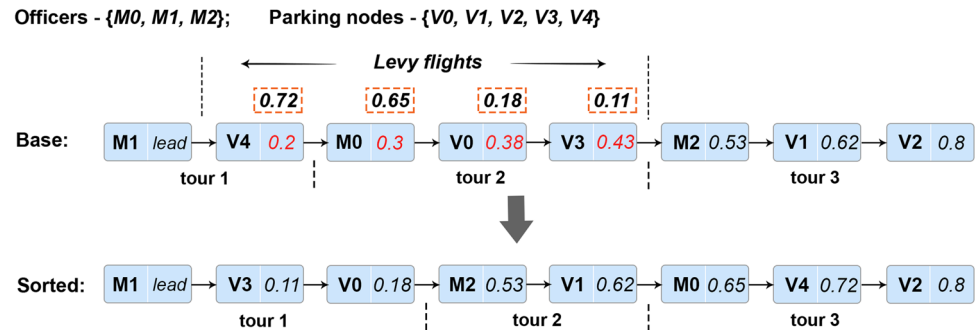 Officers - {M0, M1, M2}; Parking nodes - {V0, V1, V2, V3, V4}
Levy flights
0.72 0.65 0.18 0.11
Base: M1 lead V4 0.2 M0 0.3 V0 0.38 V3 0.43 M2 0.53 V1 0.62 V2 0.8
tour 1 tour 2 tour 3
Sorted: M1 lead V3 0.11 V0 0.18 M2 0.53 V1 0.62 M0 0.65 V4 0.72 V2 0.8
tour 1 tour 2 tour 3